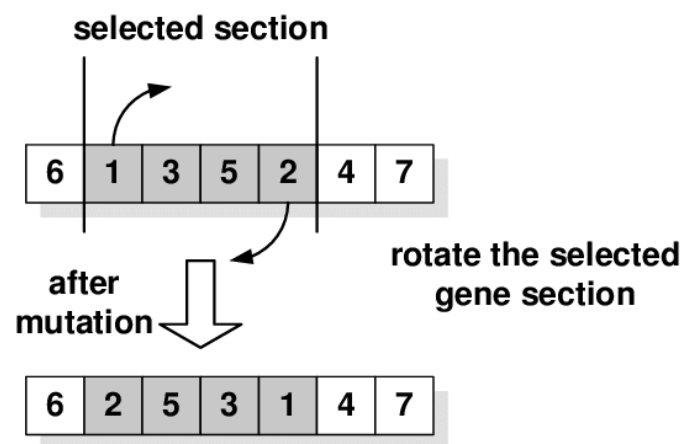 selected section
6 1 3 5 2 4 7
rotate the selected
gene section
after
mutation
6 2 5 3 1 4 7